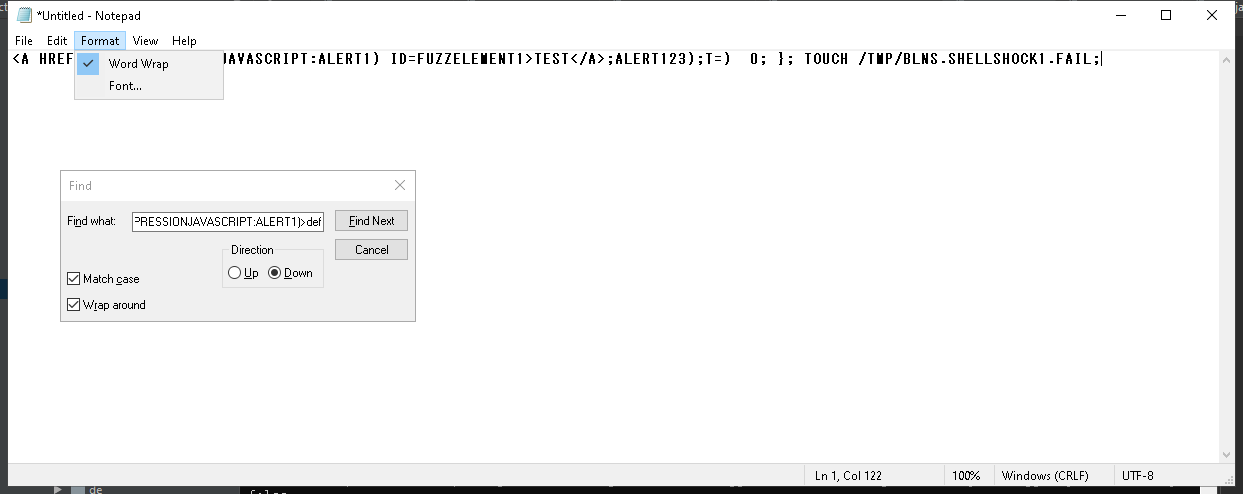 *Untitled - Notepad
File Edit Format View Help
<A HREF JAVASCRIPT:ALERT1) ID=FUZZELEMENT1>TEST</A>;ALERT123);T=)  0; }; TOUCH /TMP/BLNS.SHELLSHOCK1.FAIL;
Word Wrap
Font...
Find
Find what: PRESSIONJAVASCRIPT:ALERT1)>def Find Next
Direction Cancel
Up Down
Match case
Wrap around
Ln 1, Col 122 100% Windows (CRLF) UTF-8
de